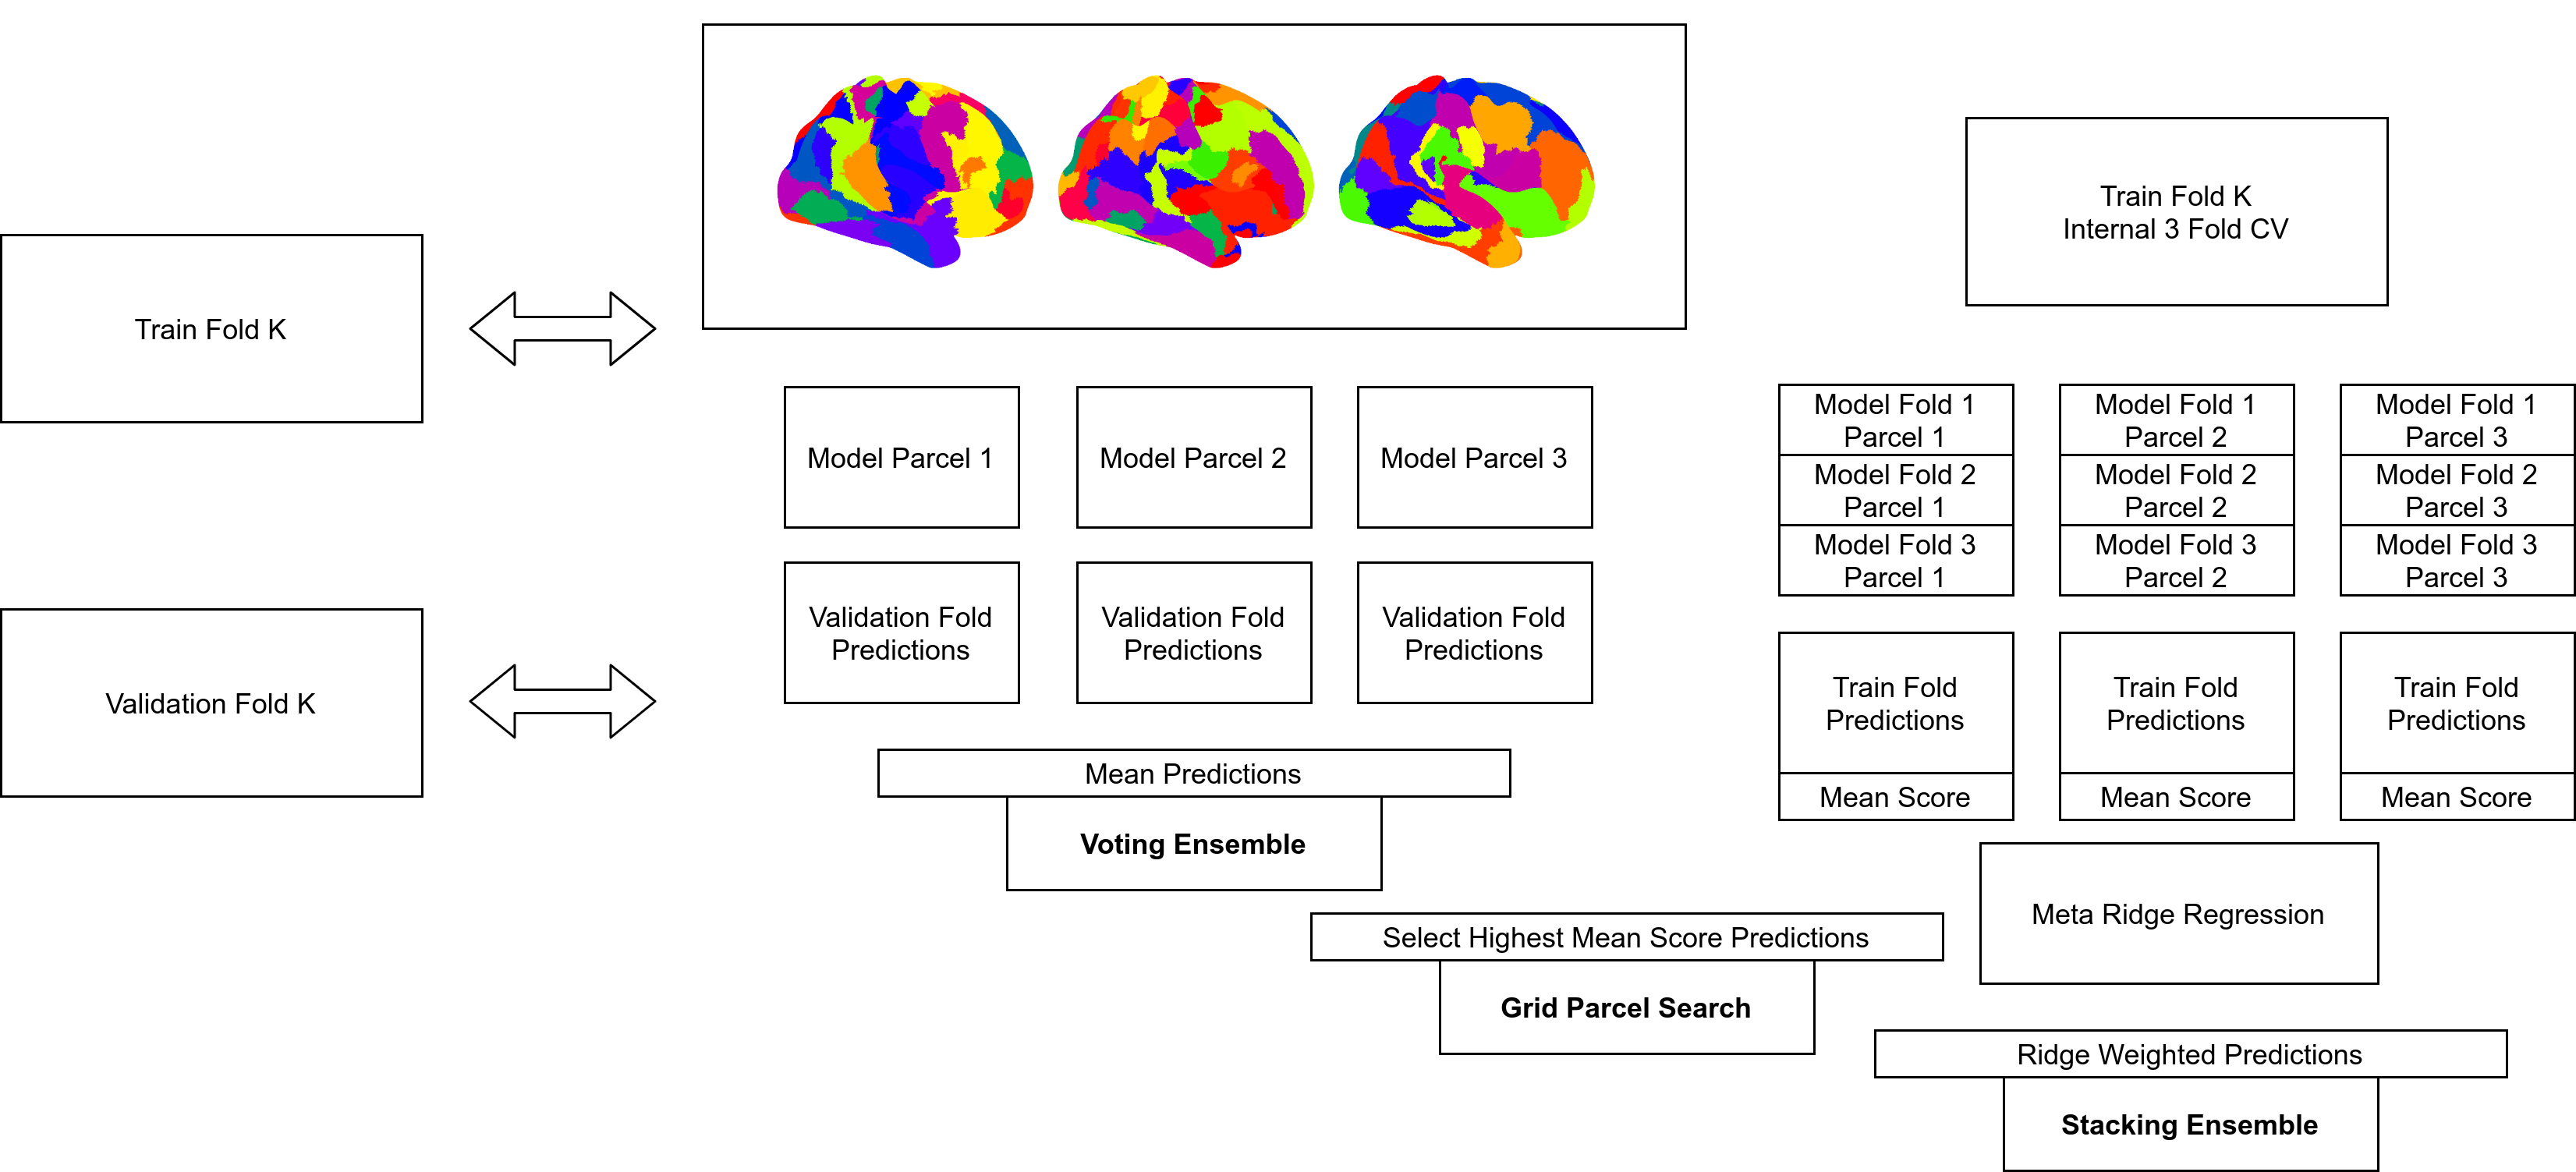 Train Fold K
Internal 3 Fold CV
Train Fold K
Model Parcel 1
Model Parcel 2
Model Parcel 3
Model Fold 1
Parcel 1
Model Fold 2
Parcel 1
Model Fold 3
Parcel 1
Model Fold 1
Parcel 2
Model Fold 2
Parcel 2
Model Fold 3
Parcel 2
Model Fold 1
Parcel 3
Model Fold 2
Parcel 3
Model Fold 3
Parcel 3
Validation Fold K
Validation Fold
Predictions
Validation Fold
Predictions
Validation Fold
Predictions
Train Fold
Predictions
Mean Score
Train Fold
Predictions
Mean Score
Train Fold
Predictions
Mean Score
Mean Predictions
Voting Ensemble
Select Highest Mean Score Predictions
Grid Parcel Search
Meta Ridge Regression
Ridge Weighted Predictions
Stacking Ensemble